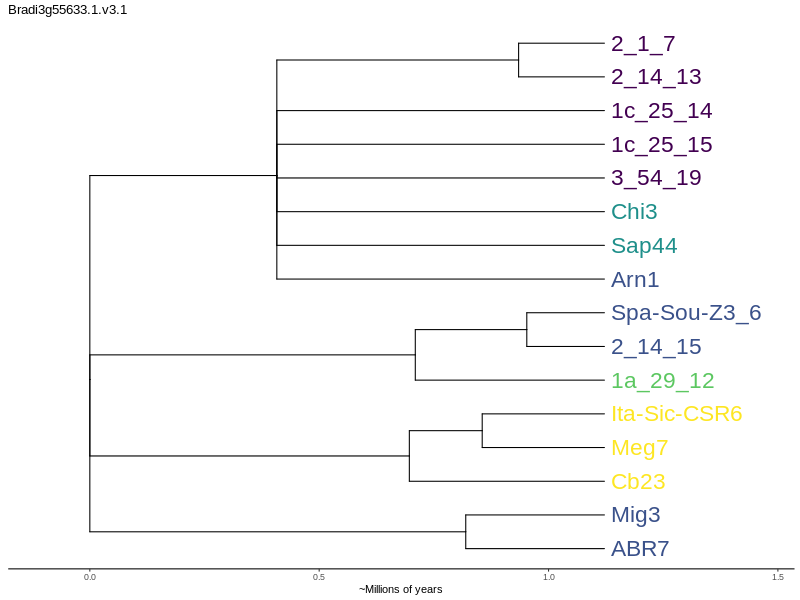 Bradi3g55633.1.v3.1
2_1_7
2_14_13
1c_25_14
1c_25_15
3_54_19
Chi3
Sap44
Arn1
Spa-Sou-Z3_6
2_14_15
1a_29_12
Ita-Sic-CSR6
Meg7
Cb23
Mig3
ABR7
0.0 0.5 1.0 1.5
~Millions of years